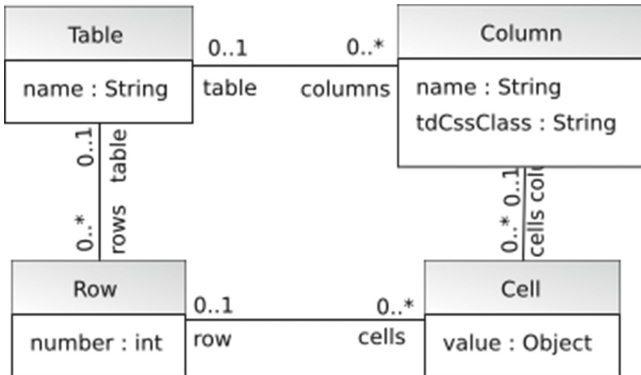 Table
name : String
0..1
0..*
table
columns
Column
name : String
tdCssClass : String
0..1
table
0..*
rows
0..1
0..*
cells
Row
number : int
0..1
0..*
row
cells
Cell
value : Object